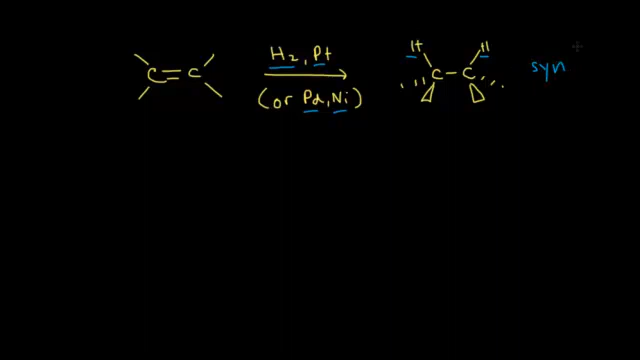 H2, Pt
C=C
(or Pd, Ni)
H H
C-C
syn